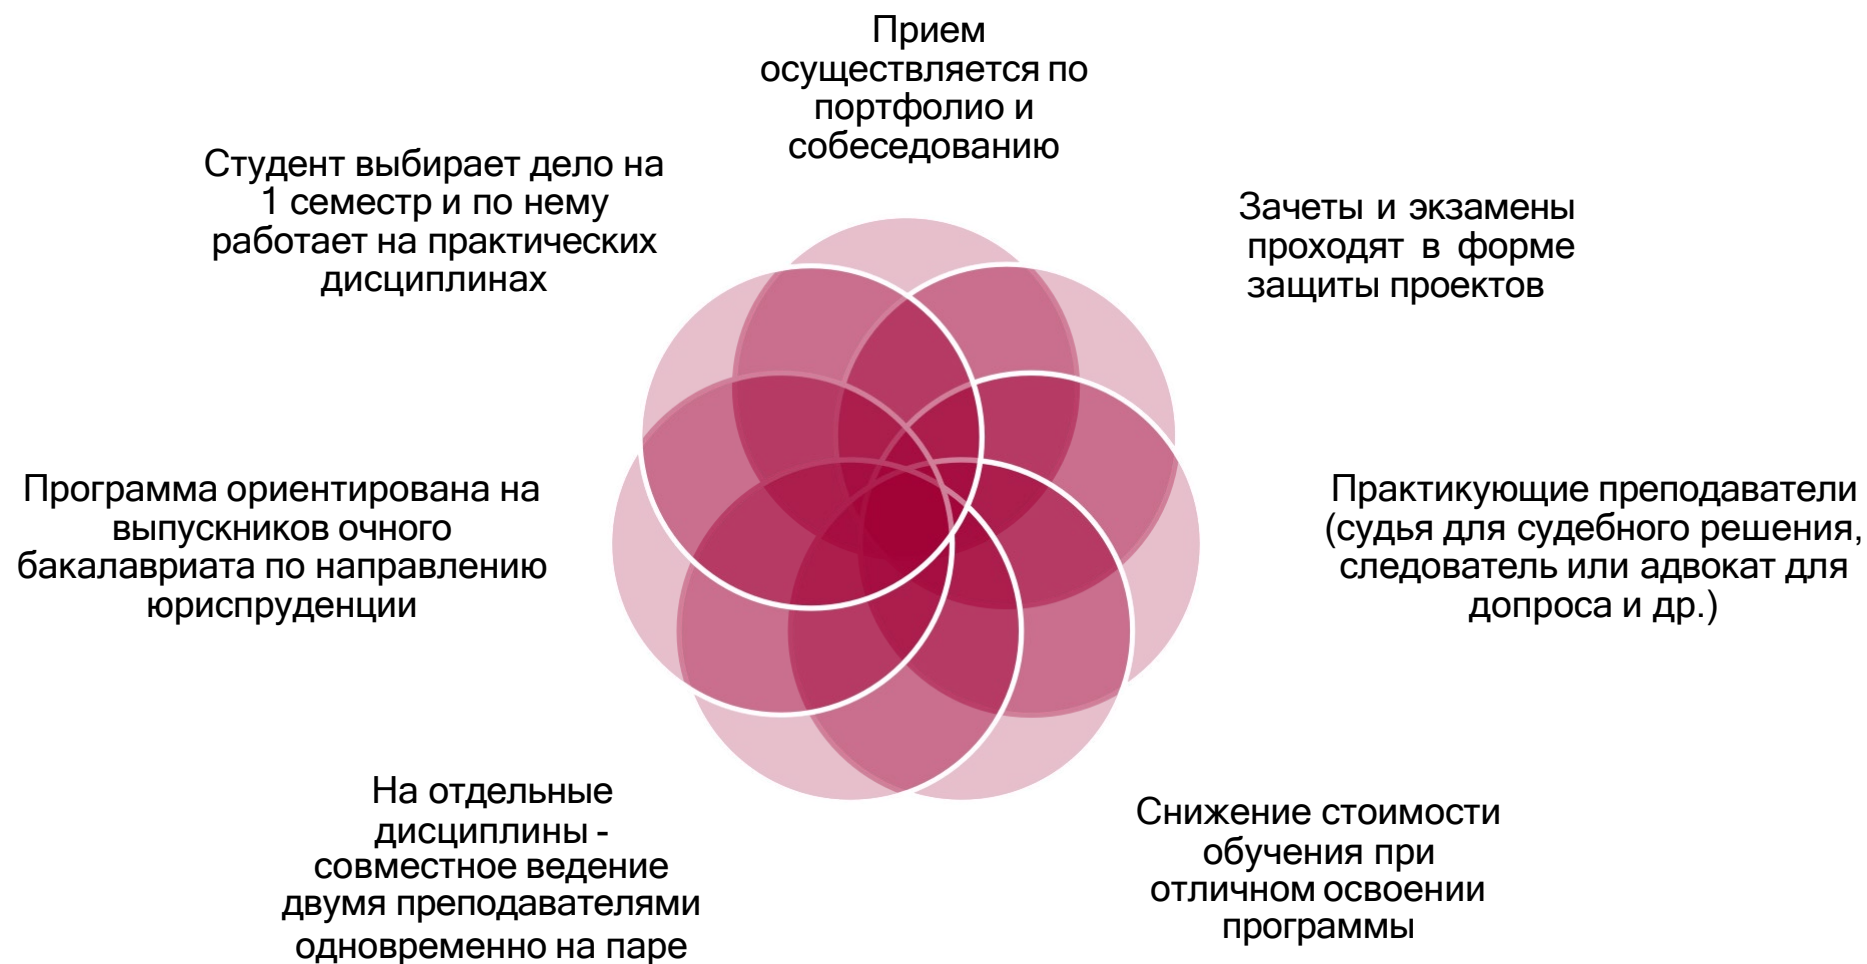 Прием
осуществляется по
портфолио и
собеседованию
Студент выбирает дело на
1 семестр и по нему
работает на практических
дисциплинах
Зачеты и экзамены
проходят в форме
защиты проектов
Программа ориентирована на
выпускников очного
бакалавриата по направлению
юриспруденции
Практикующие преподаватели
(судья для судебного решения,
следователь или адвокат для
допроса и др.)
На отдельные
дисциплины -
совместное ведение
двумя преподавателями
одновременно на паре
Снижение стоимости
обучения при
отличном освоении
программы